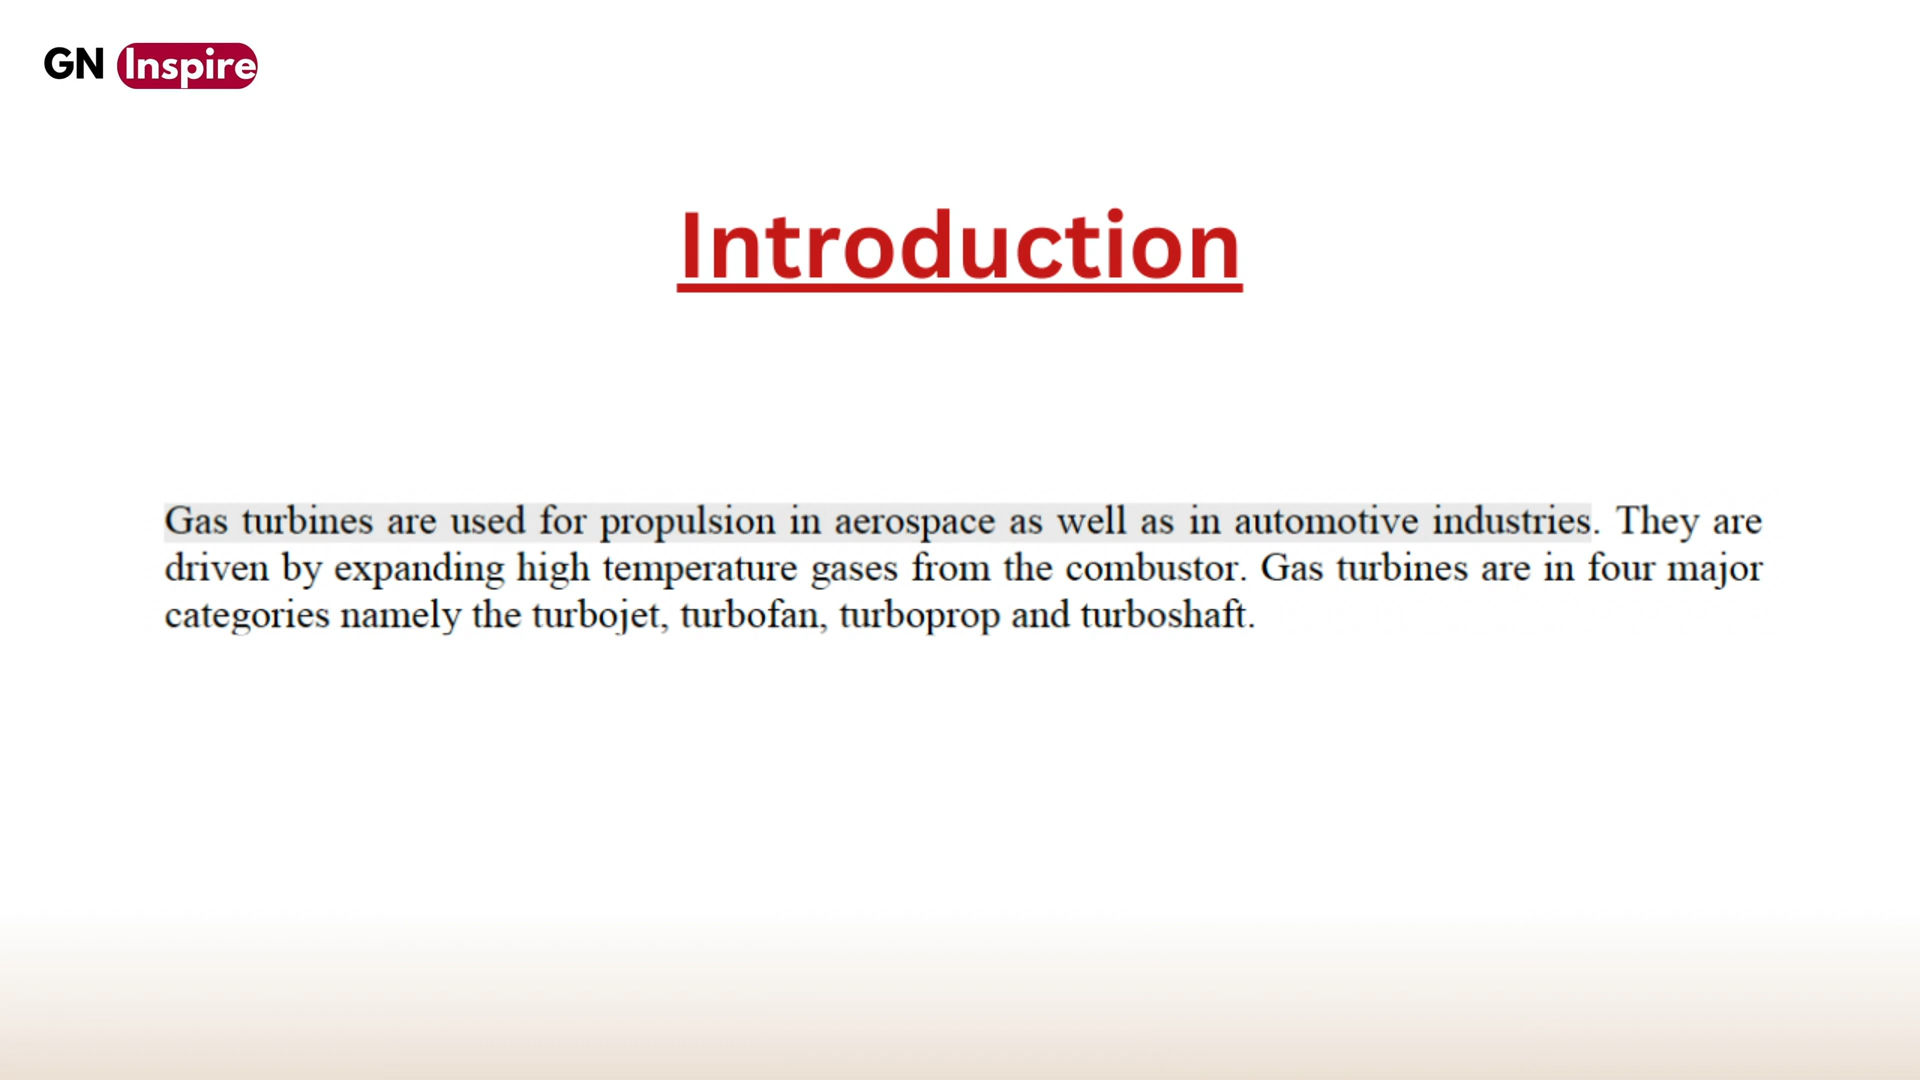 GN Inspire
Introduction
Gas turbines are used for propulsion in aerospace as well as in automotive industries. They are
driven by expanding high temperature gases from the combustor. Gas turbines are in four major
categories namely the turbojet, turbofan, turboprop and turboshaft.